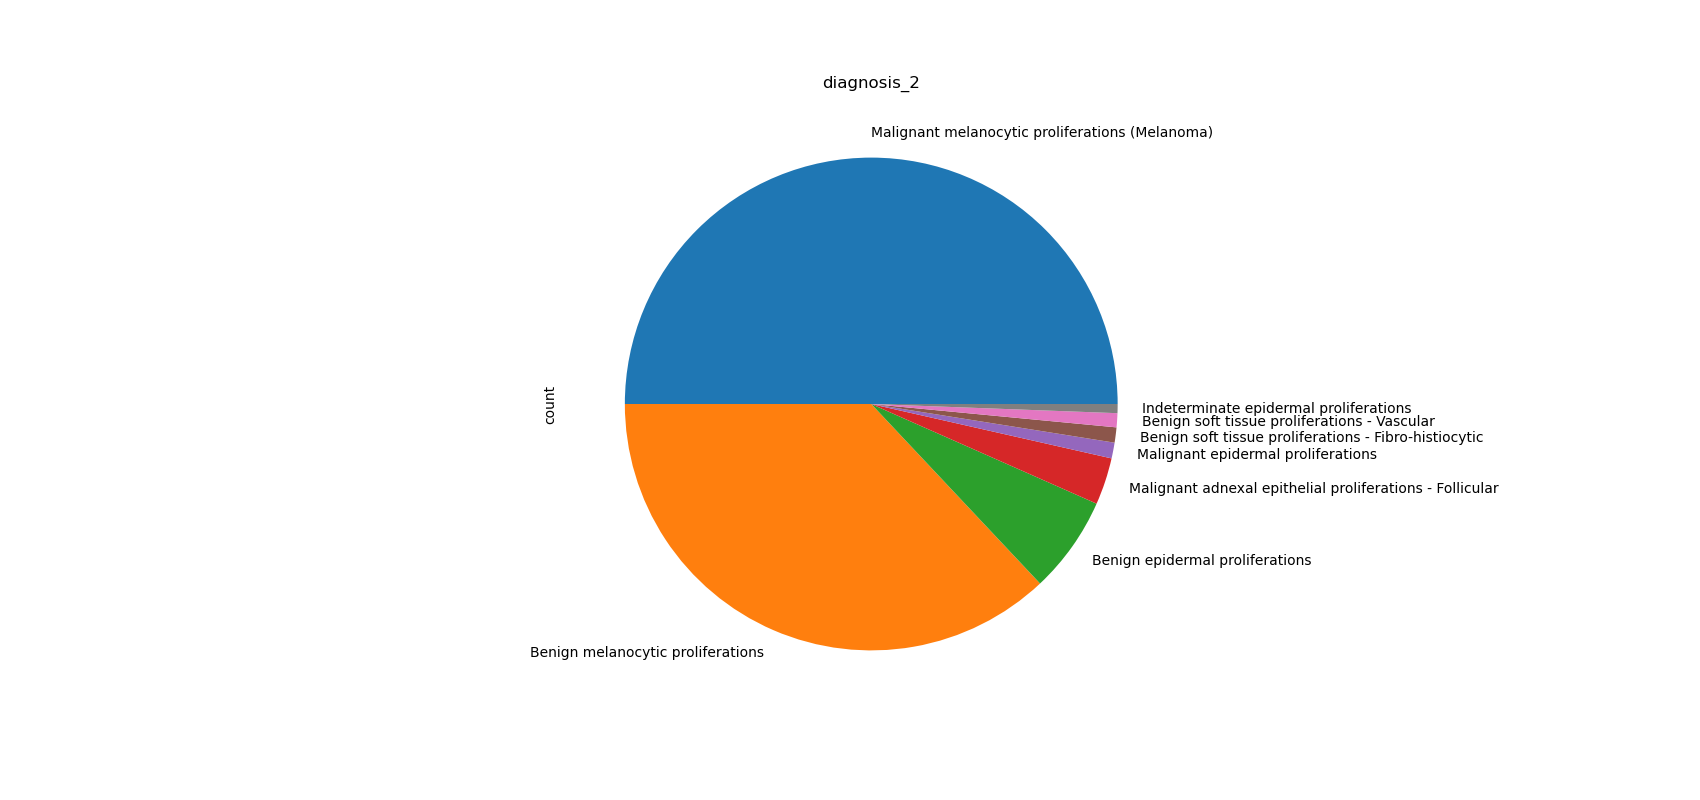 diagnosis_2
Malignant melanocytic proliferations (Melanoma)
count
Indeterminate epidermal proliferations
Benign soft tissue proliferations - Vascular
Benign soft tissue proliferations - Fibro-histiocytic
Malignant epidermal proliferations
Malignant adnexal epithelial proliferations - Follicular
Benign epidermal proliferations
Benign melanocytic proliferations